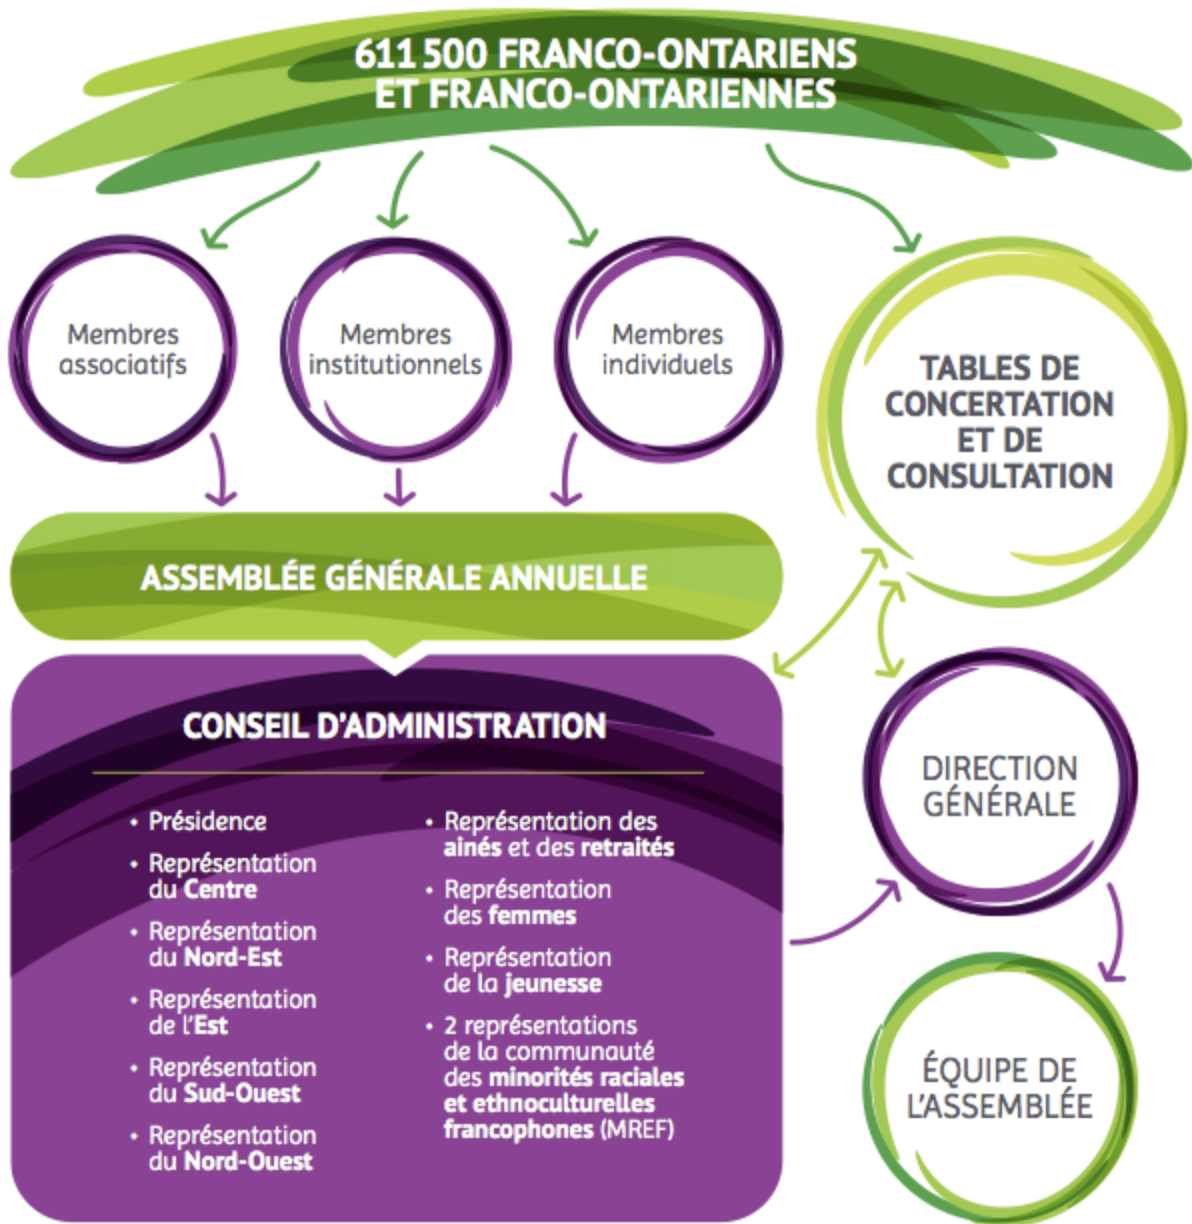 611 500 FRANCO-ONTARIENS
ET FRANCO-ONTARIENNES
Membres
associatifs
Membres
institutionnels
Membres
individuels
TABLES DE
CONCERTATION
ET DE
CONSULTATION
ASSEMBLÉE GÉNÉRALE ANNUELLE
CONSEIL D'ADMINISTRATION
• Présidence
• Représentation
du Centre
• Représentation
du Nord-Est
• Représentation
de l'Est
• Représentation
du Sud-Ouest
• Représentation
du Nord-Ouest
• Représentation des
ainés et des retraités
• Représentation
des femmes
• Représentation
de la jeunesse
• 2 représentations
de la communauté
des minorités raciales
et ethnoculturelles
francophones (MREF)
DIRECTION
GÉNÉRALE
ÉQUIPE DE
L'ASSEMBLÉE